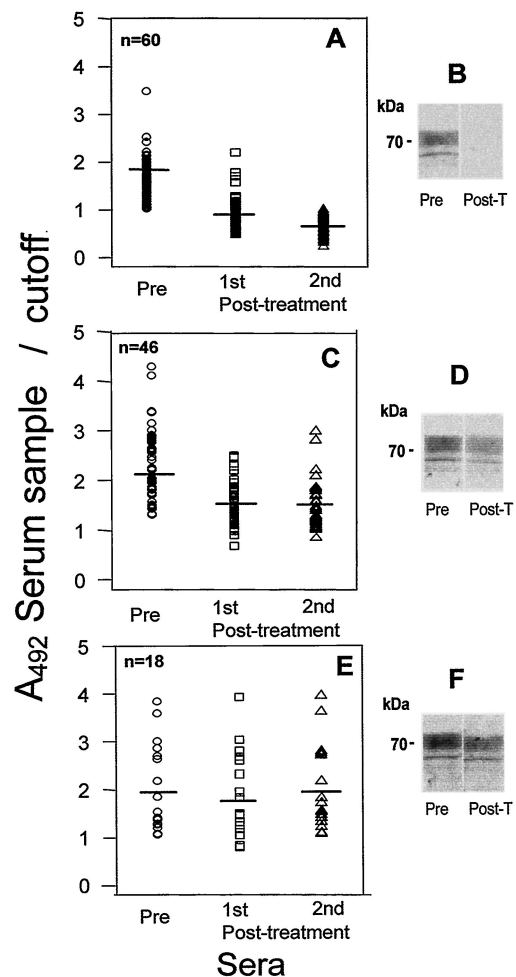 A492 Serum sample / cutoff.
5
4
3
2
1
0
n=60
A
Pre
1st
2nd
Post-treatment
B
kDa
70 -
Pre Post-T
5
4
3
2
1
0
n=46
C
Pre
1st
2nd
Post-treatment
D
kDa
70 -
Pre Post-T
5
4
3
2
1
0
n=18
E
Pre
1st
2nd
Post-treatment
F
kDa
70-
Pre Post-T
Sera